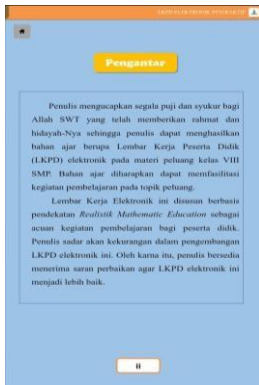 LKPD ELEKTRONIK INTERAKTIF
Pengantar
Penulis mengucapkan segala puji dan syukur bagi
Allah SWT yang telah memberikan rahmat dan
hidayah-Nya sehingga penulis dapat menghasilkan
bahan ajar berupa Lembar Kerja Peserta Didik
(LKPD) elektronik pada materi peluang kelas VIII
SMP. Bahan ajar diharapkan dapat memfasilitasi
kegiatan pembelajaran pada topik peluang.
Lembar Kerja Elektronik ini disusun berbasis
pendekatan Realistik Mathematic Education sebagai
acuan kegiatan pembelajaran bagi peserta didik.
Penulis sadar akan kekurangan dalam pengembangan
LKPD elektronik ini. Oleh karna itu, penulis bersedia
menerima saran perbaikan agar LKPD elektronik ini
menjadi lebih baik.
ii